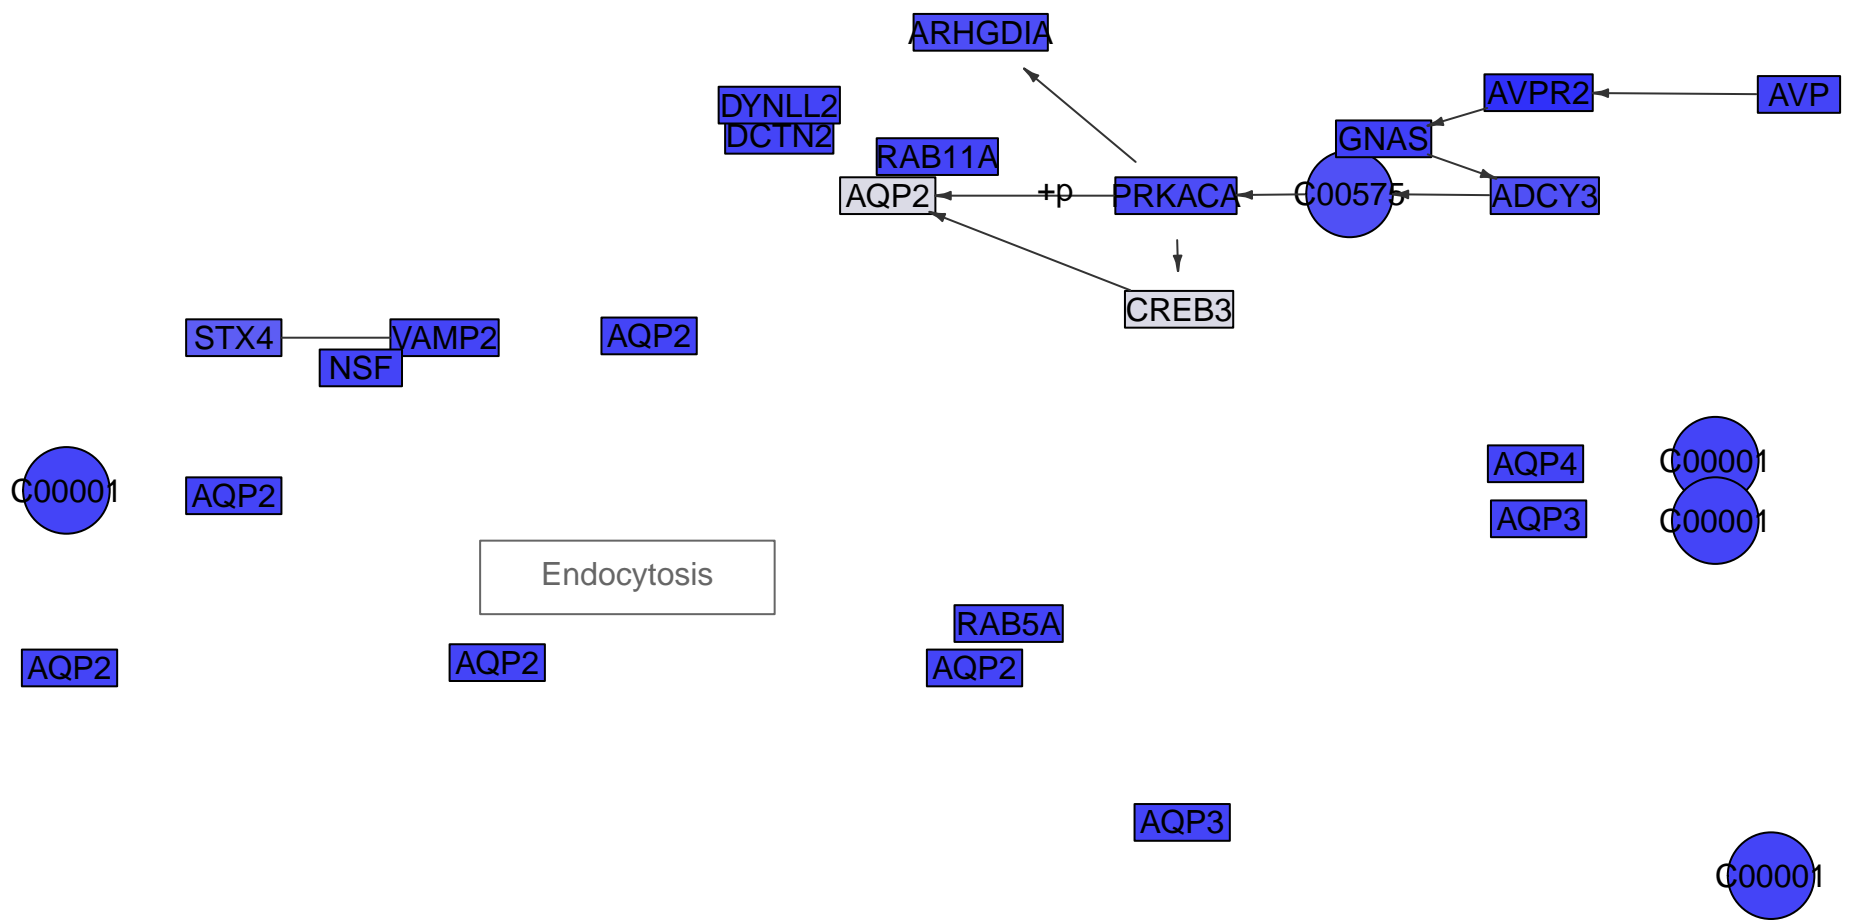 ARHGDIA
DYNLL2
DCTN2
RAB11A
AVPR2
AVP
GNAS
AQP2
+p
PRKACA
C00575
ADCY3
CREB3
STX4
VAMP2
NSF
AQP2
C00001
AQP2
AQP4
C00001
AQP3
C00001
Endocytosis
RAB5A
AQP2
AQP2
AQP2
AQP3
C00001